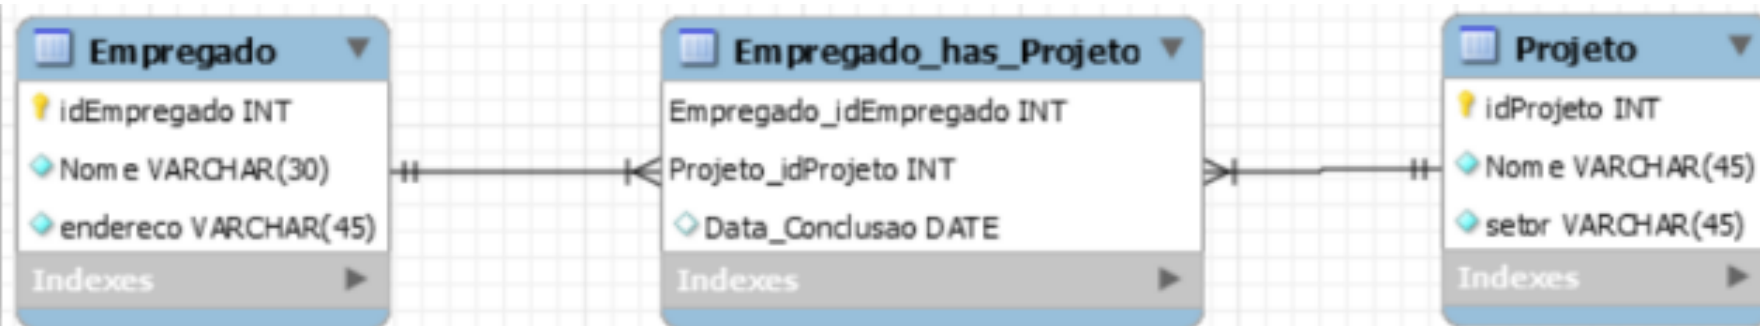 Empregado
idEmpregado INT
Nome VARCHAR(30)
endereco VARCHAR(45)
Indexes
Empregado_has_Projeto
Empregado_idEmpregado INT
Projeto_idProjeto INT
Data_Conclusao DATE
Indexes
Projeto
idProjeto INT
Nome VARCHAR(45)
setor VARCHAR(45)
Indexes